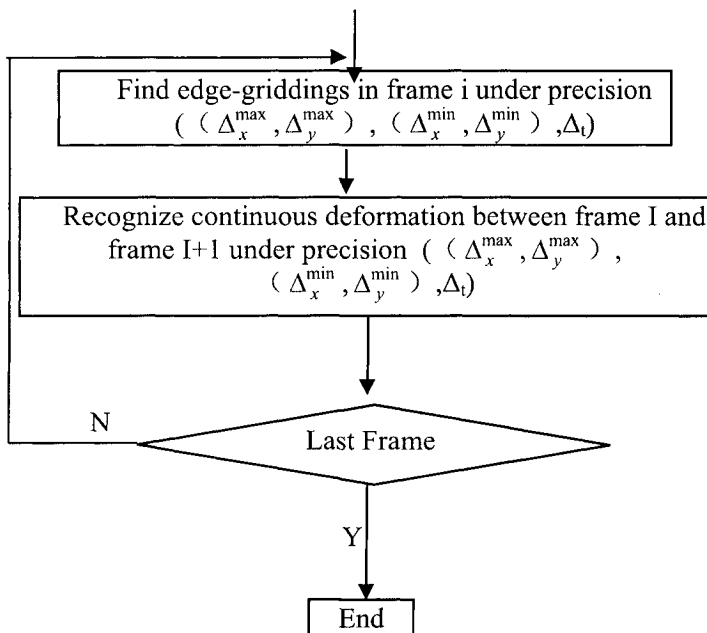 Find edge-griddings in frame i under precision
(（Δ_x^max,Δ_y^max）,（Δ_x^min,Δ_y^min）,Δ_t)
Recognize continuous deformation between frame I and
frame I+1 under precision (（Δ_x^max,Δ_y^max）,
（Δ_x^min,Δ_y^min）,Δ_t)
Last Frame
N
Y
End